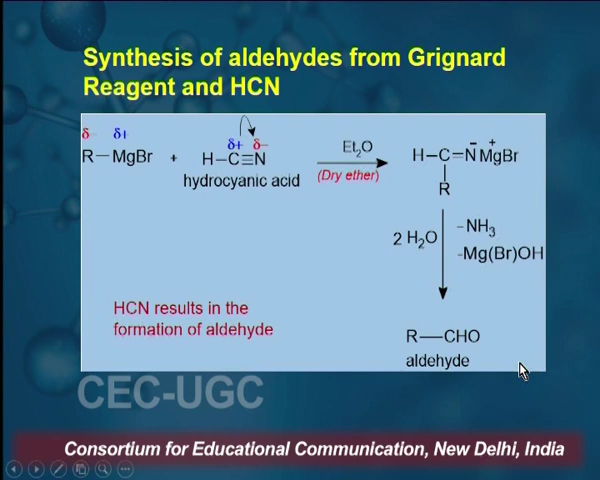 Synthesis of aldehydes from Grignard
Reagent and HCN
δ- δ+
R–MgBr + H–C≡N
δ+ δ-
hydrocyanic acid
Et₂O
(Dry ether)
H–C=N̄ M⁺gBr
R
2 H₂O
-NH₃
-Mg(Br)OH
HCN results in the
formation of aldehyde
R—CHO
aldehyde
CEC-UGC
Consortium for Educational Communication, New Delhi, India